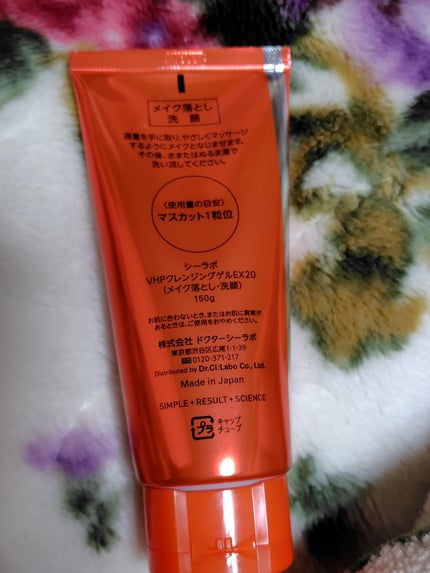 メイク落とし
洗顔
適量を手に取り、やさしくマッサージ
するようにメイクとなじませます。
その後、水またはぬるま湯で
洗い流してください。
〈使用量の目安〉
マスカット1粒位
シーラボ
VHPクレンジングゲルEX20
(メイク落とし・洗顔)
150g
お肌に合わないとき、またはお肌に異常が
あるときは、ご使用をおやめください。
株式会社 ドクターシーラボ
東京都渋谷区広尾1-1-39
0120-371-217
Distributed by Dr.Ci:Labo Co., Ltd.
Made in Japan
SIMPLE+RESULT+SCIENCE
プラ
キャップ
チューブ